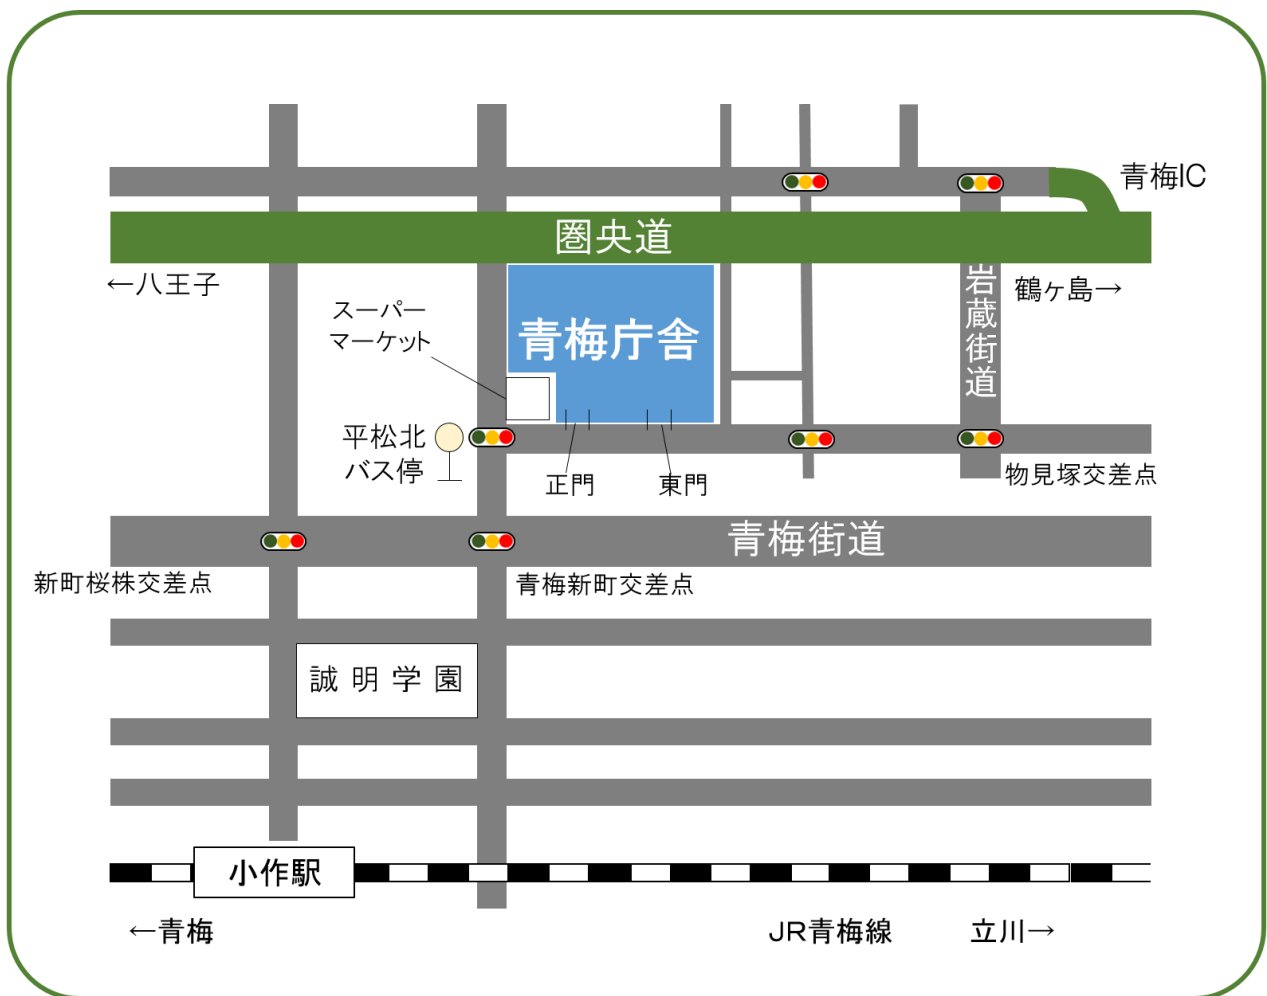 青梅IC
圏央道
←八王子
鶴ヶ島→
岩蔵街道
スーパー
マーケット
青梅庁舎
平松北
バス停
正門
東門
物見塚交差点
青梅街道
新町桜株交差点
青梅新町交差点
誠明学園
小作駅
←青梅
JR青梅線
立川→